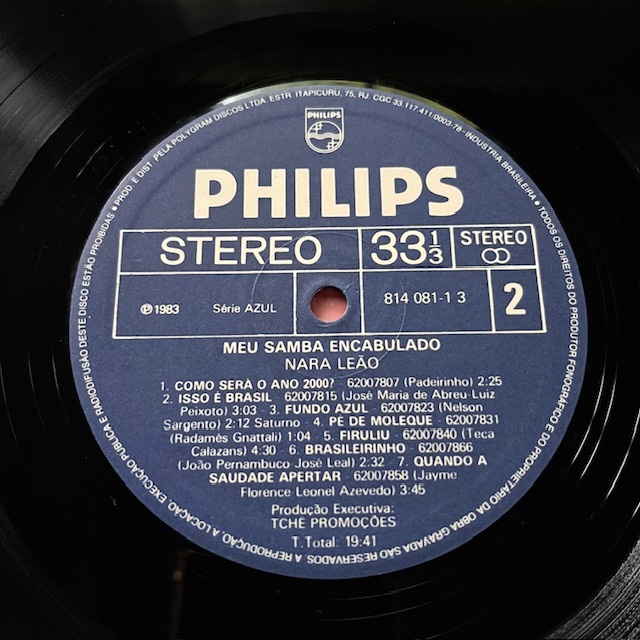 PHILIPS
PHILIPS
STEREO
33 1/3
STEREO
℗ 1983
Série AZUL
814 081-1 3
2
MEU SAMBA ENCABULADO
NARA LEÃO
1. COMO SERÁ O ANO 2000? 62007807 (Padeirinho) 2:25
2. ISSO É BRASIL 62007815 (José Maria de Abreu-Luiz
Peixoto) 3:03 - 3. FUNDO AZUL - 62007823 (Nelson
Sargento) 2:12 Saturno - 4. PÉ DE MOLEQUE - 62007831
(Radamés Gnattali) 1:04 - 5. FIRULIU - 62007840 (Teca
Calazans) 4:30 - 6. BRASILEIRINHO - 62007866
(João Pernambuco-José Leal) 2:32 - 7. QUANDO A
SAUDADE APERTAR - 62007858 (Jayme
Florence Leonel Azevedo) 3:45
Produção Executiva:
TCHÊ PROMOÇÕES
T. Total: 19:41
● PROD. E DIST. PELA POLYGRAM DISCOS LTDA. ESTR. ITAPICURU, 75, RJ CGC 33.117.411/0003-78 - INDÚSTRIA BRASILEIRA ● TODOS OS DIREITOS DO PRODUTOR FONOGRÁFICO E DO PROPRIETÁRIO DA OBRA GRAVADA SÃO RESERVADOS. A REPRODUÇÃO, A LOCAÇÃO, EXECUÇÃO PÚBLICA E RADIODIFUSÃO DESTE DISCO ESTÃO PROIBIDAS